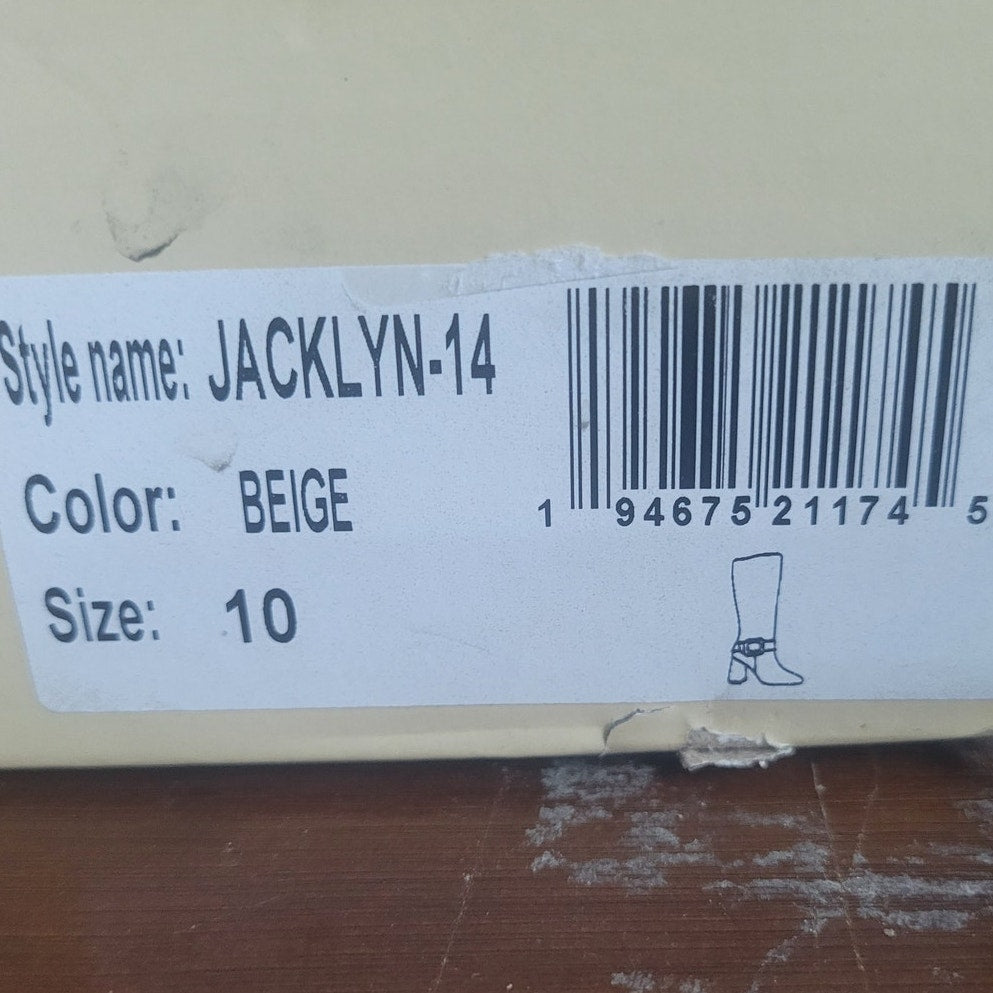 Style name: JACKLYN-14
Color: BEIGE
Size: 10
1 94675 21174 5